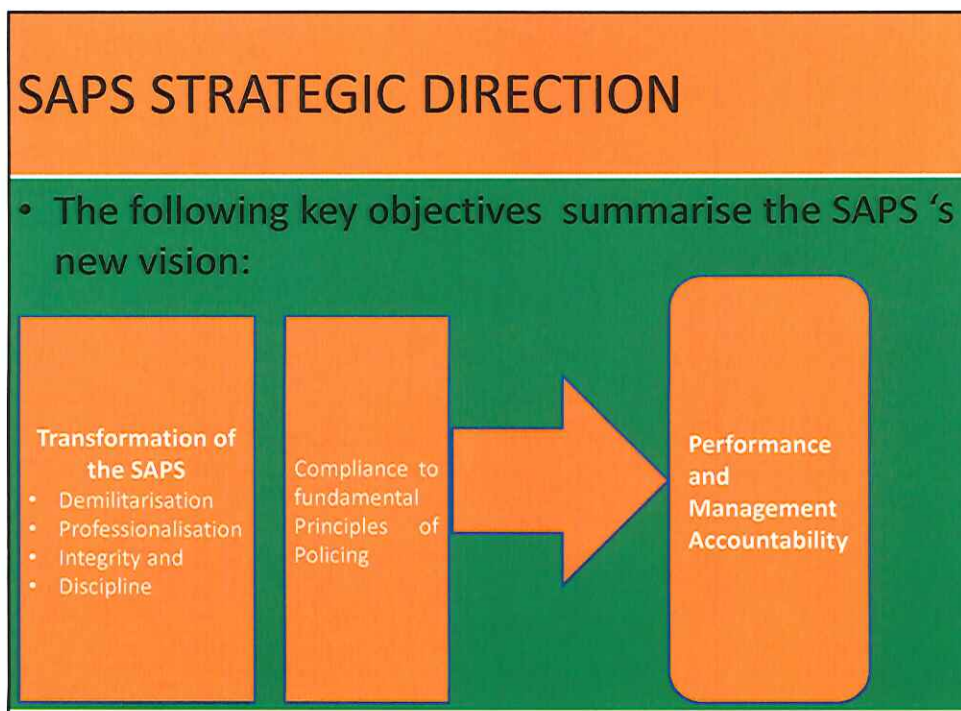 SAPS STRATEGIC DIRECTION
• The following key objectives summarise the SAPS ‘s
new vision:
Transformation of
the SAPS
• Demilitarisation
• Professionalisation
• Integrity and
• Discipline
Compliance to
fundamental
Principles of
Policing
Performance
and
Management
Accountability